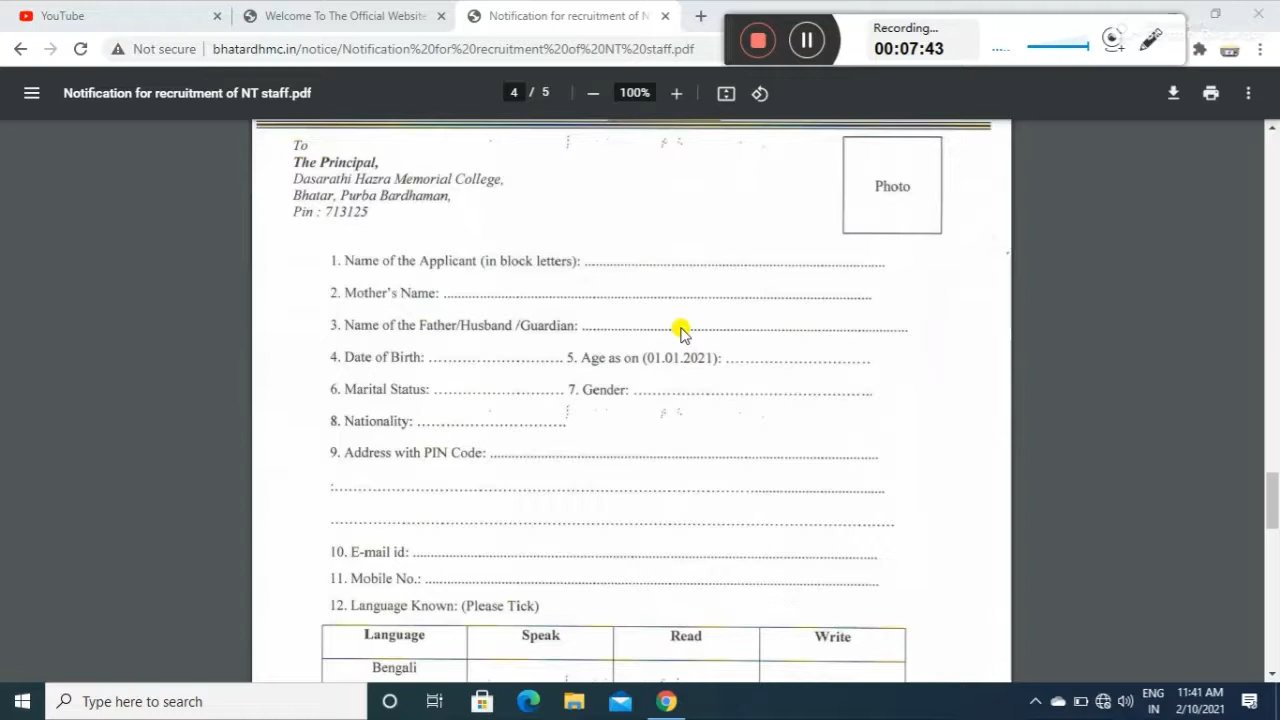 YouTube
Welcome To The Official Website
Notification for recruitment of NT
Recording...
00:07:43
Not secure
bhatardhmc.in/notice/Notification%20for%20recruitment%20of%20NT%20staff.pdf
Notification for recruitment of NT staff.pdf
4 / 5
100%
To
The Principal,
Dasarathi Hazra Memorial College,
Bhatar, Purba Bardhaman,
Pin : 713125
Photo
1. Name of the Applicant (in block letters): ........................................
2. Mother's Name: ........................................
3. Name of the Father/Husband /Guardian: ........................................
4. Date of Birth: .................... 5. Age as on (01.01.2021): ....................
6. Marital Status: .................... 7. Gender: ....................
8. Nationality: ....................
9. Address with PIN Code: ........................................
10. E-mail id: ........................................
11. Mobile No.: ........................................
12. Language Known: (Please Tick)
Language Speak Read Write
Bengali
Type here to search
ENG
IN
11:41 AM
2/10/2021